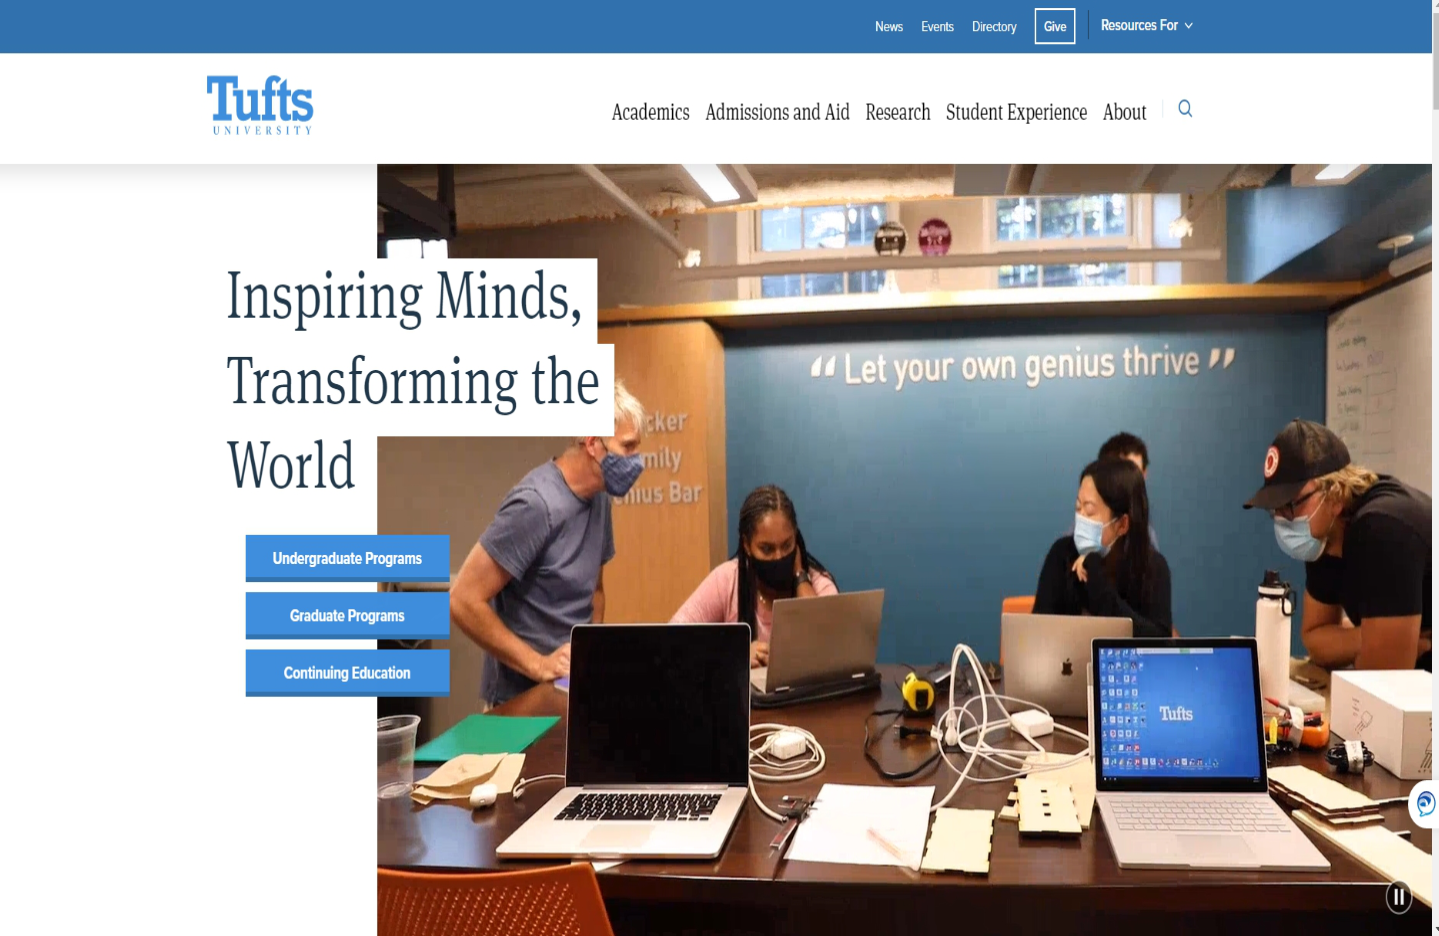 News Events Directory Give Resources For
Tufts
UNIVERSITY
Academics Admissions and Aid Research Student Experience About
Inspiring Minds,
Transforming the
World
Undergraduate Programs
Graduate Programs
Continuing Education
“ Let your own genius thrive ”
cker
mily
nius Bar
Tufts